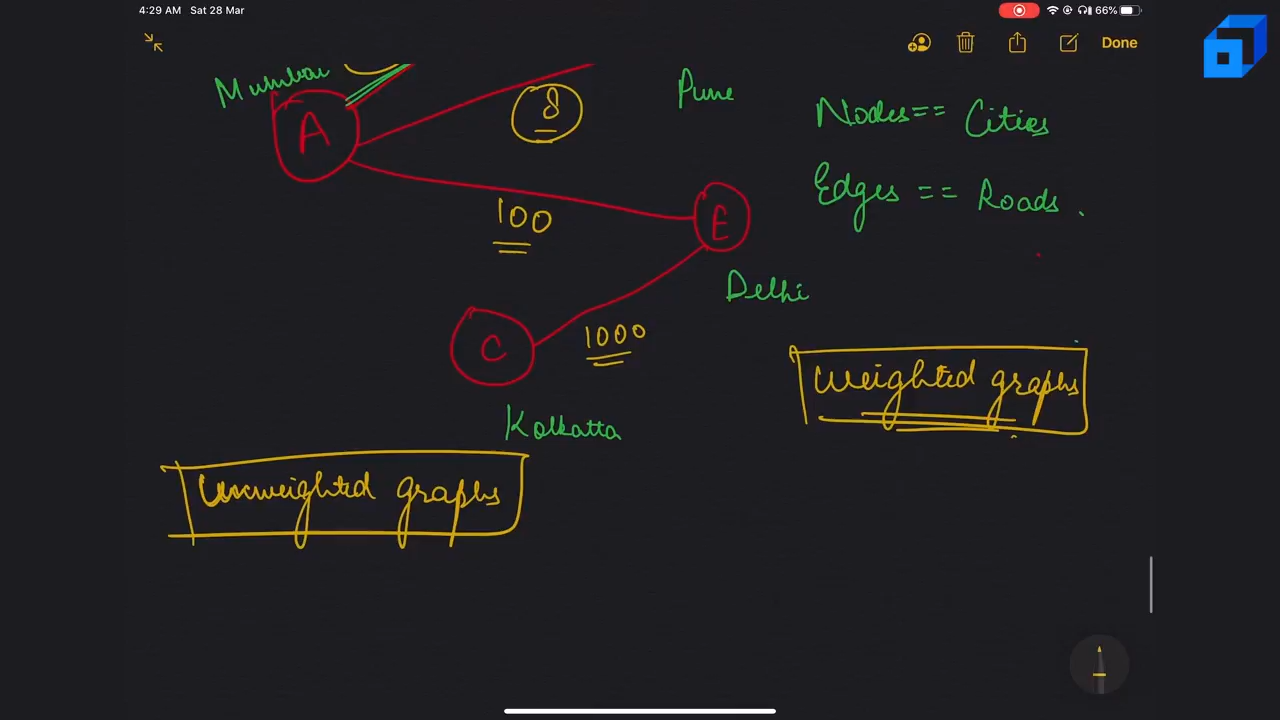 4:29 AM Sat 28 Mar
66%
Done
Mumbai
A
8
Pune
Nodes== Cities
Edges == Roads.
100
E
Delhi
1000
C
Kolkatta
Weighted graphs
Unweighted graphs